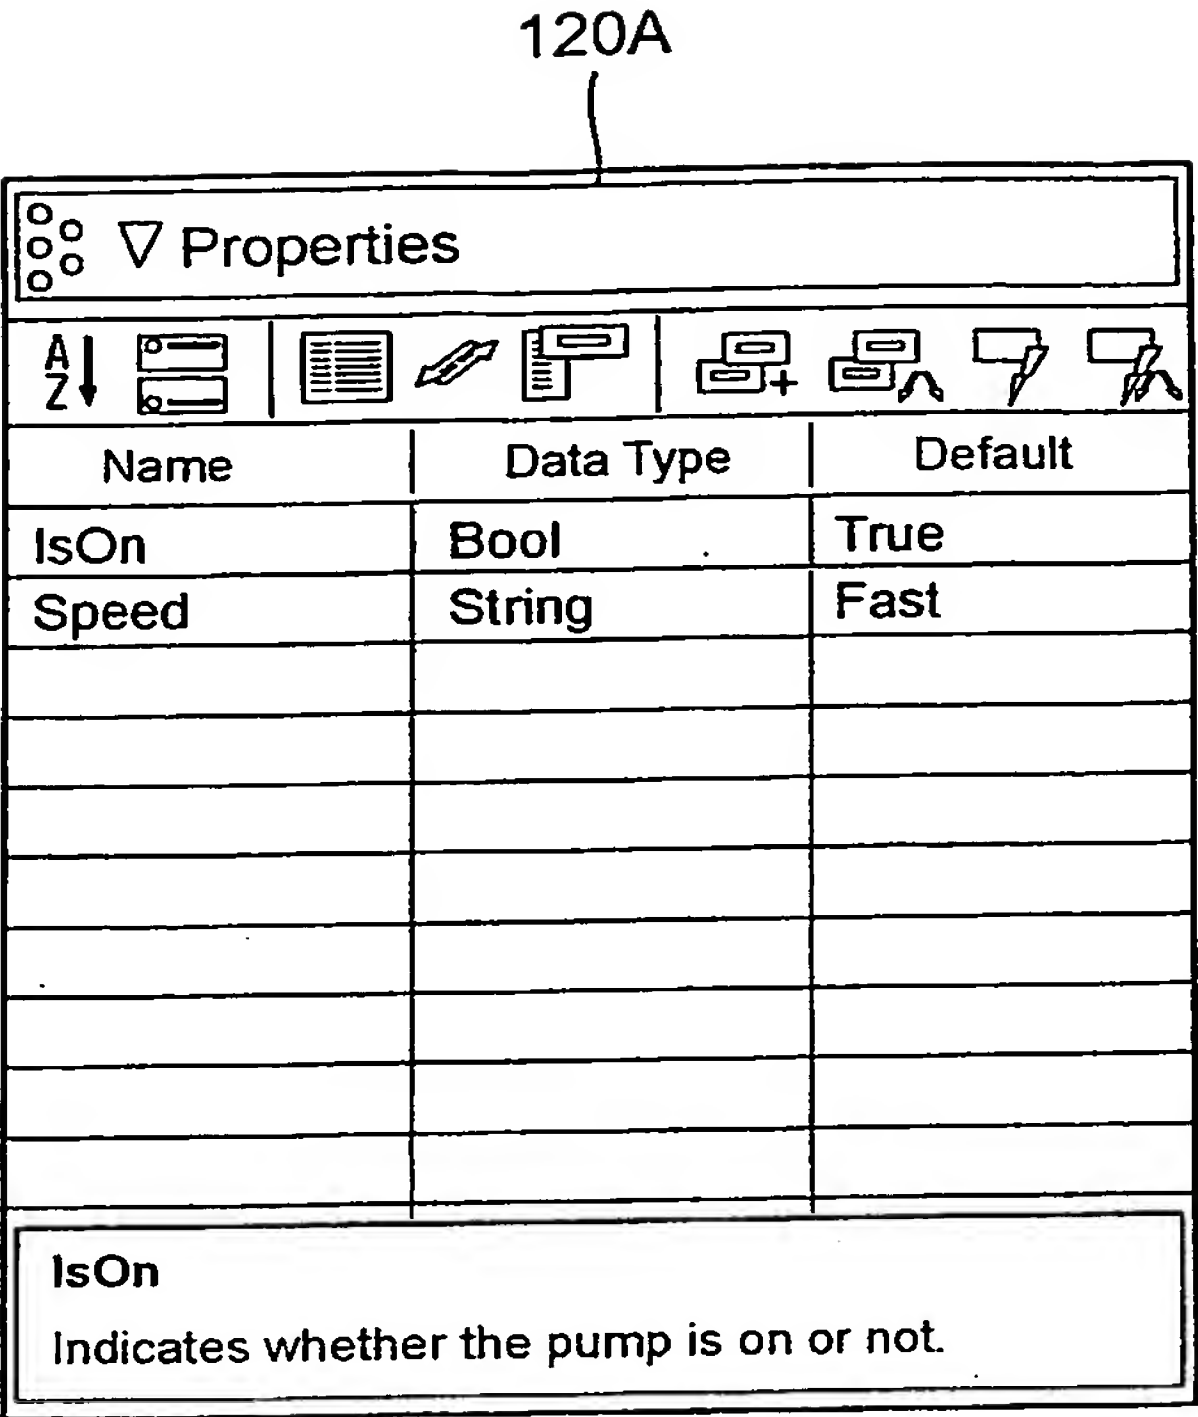 120A
Properties
A
Z
Name Data Type Default
IsOn Bool True
Speed String Fast
IsOn
Indicates whether the pump is on or not.